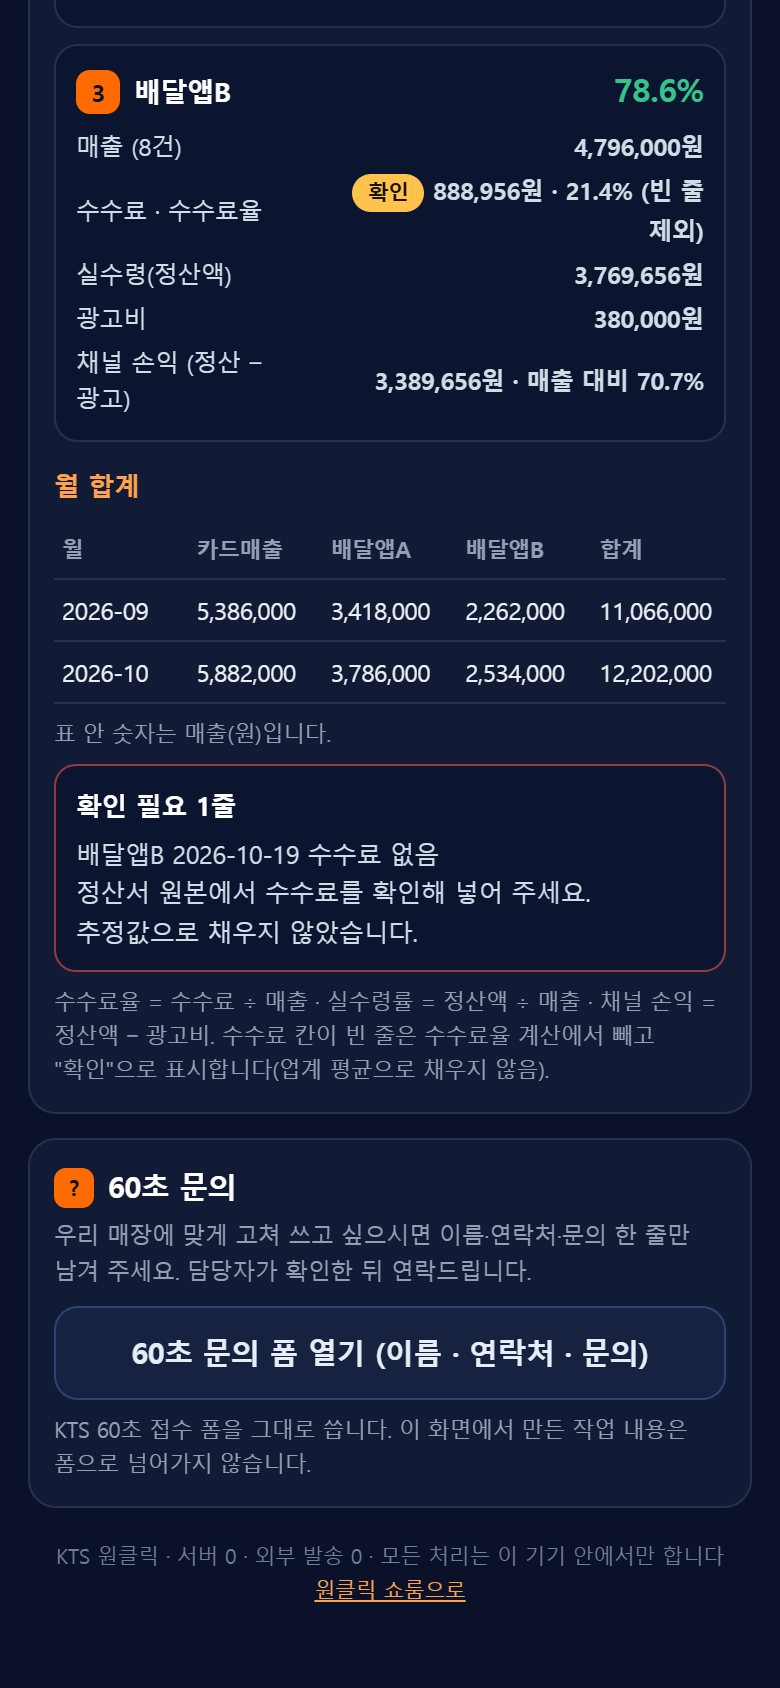 3 배달앱B 78.6%
매출 (8건) 4,796,000원
수수료 · 수수료율 확인 888,956원 · 21.4% (빈 줄
제외)
실수령(정산액) 3,769,656원
광고비 380,000원
채널 손익 (정산 −
광고) 3,389,656원 · 매출 대비 70.7%
월 합계
월 카드매출 배달앱A 배달앱B 합계
2026-09 5,386,000 3,418,000 2,262,000 11,066,000
2026-10 5,882,000 3,786,000 2,534,000 12,202,000
표 안 숫자는 매출(원)입니다.
확인 필요 1줄
배달앱B 2026-10-19 수수료 없음
정산서 원본에서 수수료를 확인해 넣어 주세요.
추정값으로 채우지 않았습니다.
수수료율 = 수수료 ÷ 매출 · 실수령률 = 정산액 ÷ 매출 · 채널 손익 =
정산액 − 광고비. 수수료 칸이 빈 줄은 수수료율 계산에서 빼고
"확인"으로 표시합니다(업계 평균으로 채우지 않음).
? 60초 문의
우리 매장에 맞게 고쳐 쓰고 싶으시면 이름·연락처·문의 한 줄만
남겨 주세요. 담당자가 확인한 뒤 연락드립니다.
60초 문의 폼 열기 (이름 · 연락처 · 문의)
KTS 60초 접수 폼을 그대로 씁니다. 이 화면에서 만든 작업 내용은
폼으로 넘어가지 않습니다.
KTS 원클릭 · 서버 0 · 외부 발송 0 · 모든 처리는 이 기기 안에서만 합니다
원클릭 쇼룸으로